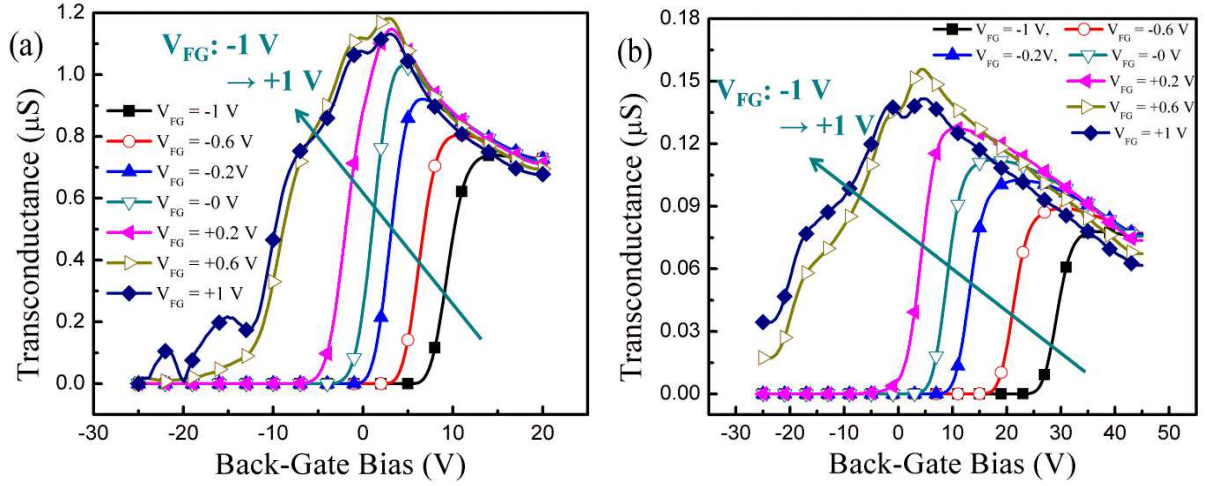 (a)
V_FG: -1 V
→ +1 V
V_FG = -1 V
V_FG = -0.6 V
V_FG = -0.2V
V_FG = -0 V
V_FG = +0.2 V
V_FG = +0.6 V
V_FG = +1 V
Transconductance (µS)
1.2
1.0
0.8
0.6
0.4
0.2
0.0
-30 -20 -10 0 10 20
Back-Gate Bias (V)
(b)
V_FG = -1 V, V_FG = -0.6 V
V_FG = -0.2V, V_FG = -0 V
V_FG = +0.2 V V_FG = +0.6 V
V_FG = +1 V
V_FG: -1 V
→ +1 V
Transconductance (µS)
0.18
0.15
0.12
0.09
0.06
0.03
0.00
-30 -20 -10 0 10 20 30 40 50
Back-Gate Bias (V)